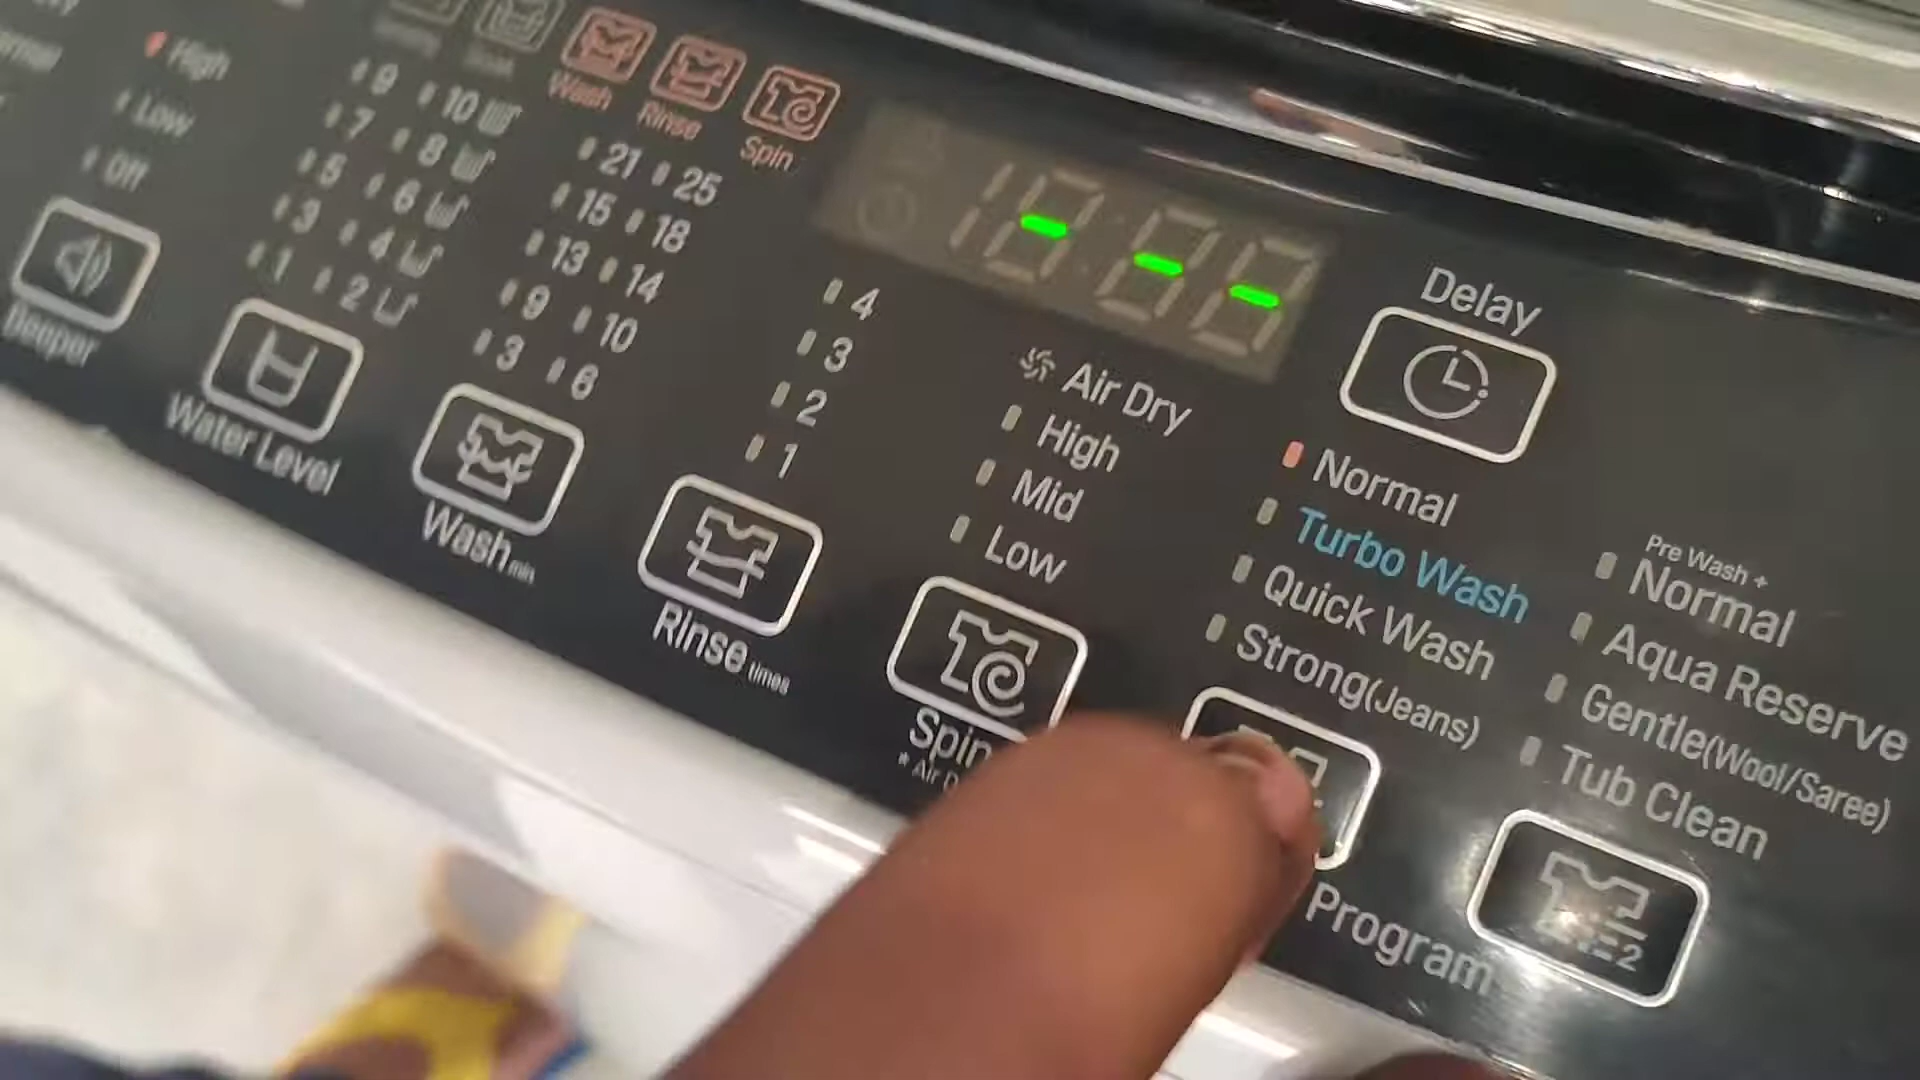 High
Low
Off
Beeper
9 10
7 8
5 6
3 4
1 2
Water Level
Wash
Rinse
Spin
21 25
15 18
13 14
9 10
3 6
Wash min
4
3
2
1
Rinse times
- - -
Air Dry
High
Mid
Low
Spin
* Air
Delay
Normal
Turbo Wash
Quick Wash
Strong(Jeans)
Pre Wash +
Normal
Aqua Reserve
Gentle(Wool/Saree)
Tub Clean
Program
2